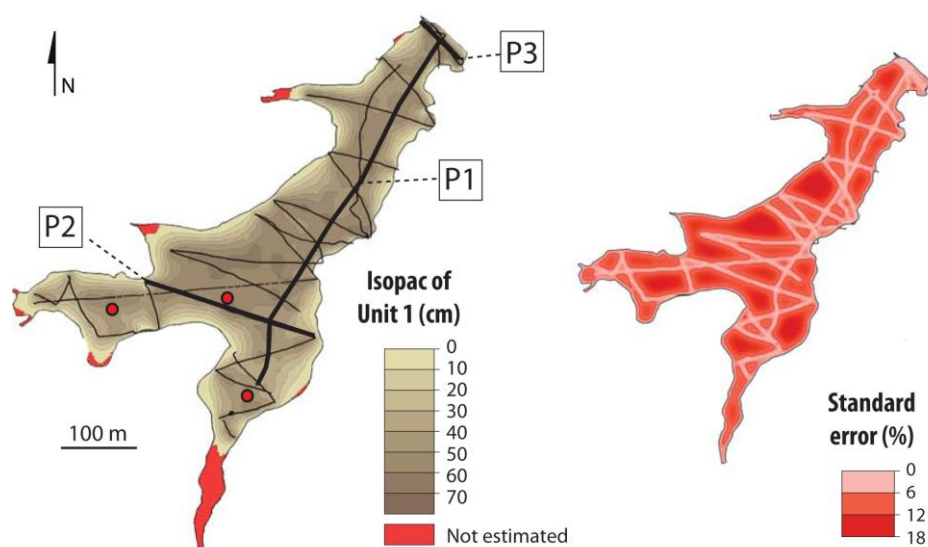 N
P3
P1
P2
100 m
Isopac of
Unit 1 (cm)
0
10
20
30
40
50
60
70
Not estimated
Standard
error (%)
0
6
12
18